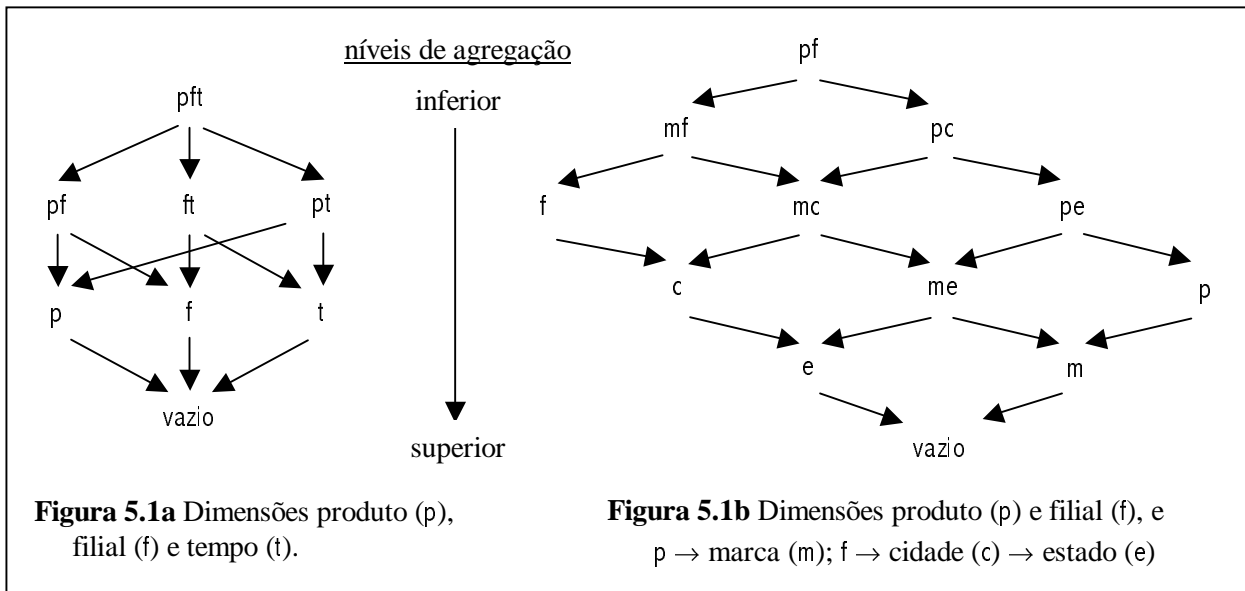 níveis de agregação
inferior
superior
pft
pf ft pt
p f t
vazio
Figura 5.1a Dimensões produto (p),
filial (f) e tempo (t).
pf
mf pc
f mc pe
c me p
e m
vazio
Figura 5.1b Dimensões produto (p) e filial (f), e
p → marca (m); f → cidade (c) → estado (e)